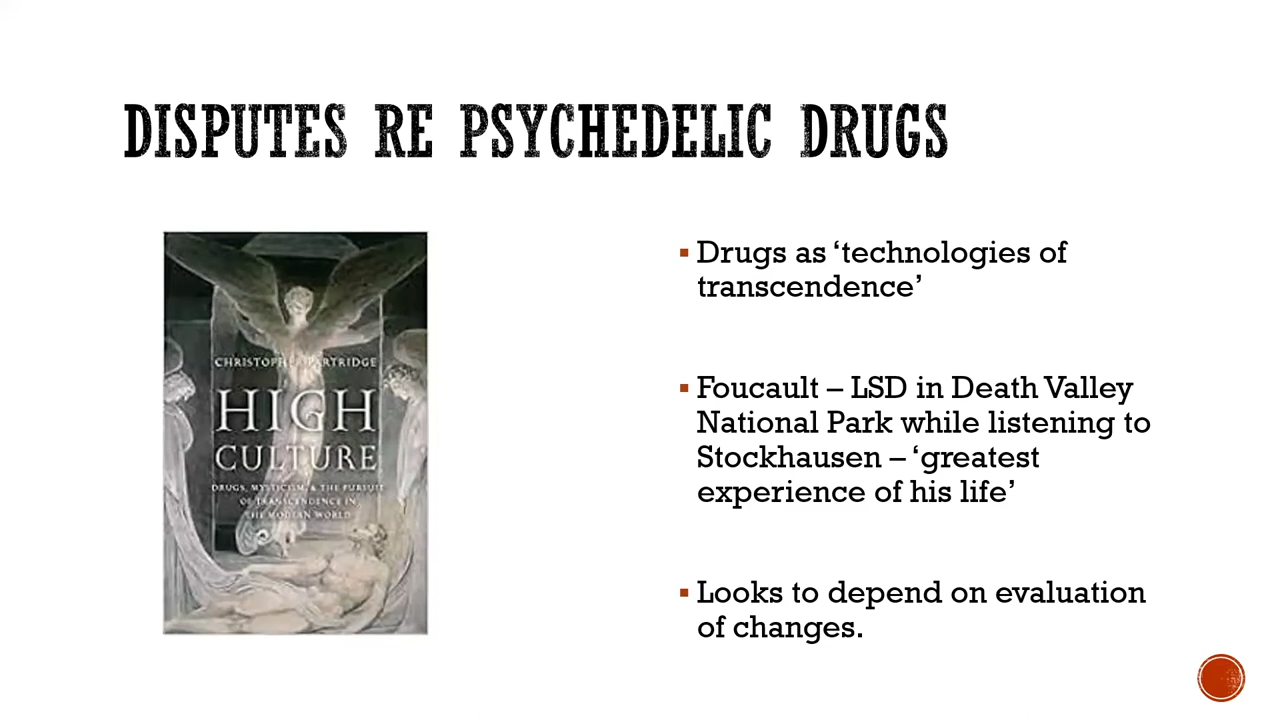 DISPUTES RE PSYCHEDELIC DRUGS
CHRISTOPHER PARTRIDGE
HIGH
CULTURE
DRUGS, MYSTICISM, & THE PURSUIT
OF TRANSCENDENCE IN
THE MODERN WORLD
Drugs as ‘technologies of
transcendence’
Foucault – LSD in Death Valley
National Park while listening to
Stockhausen – ‘greatest
experience of his life’
Looks to depend on evaluation
of changes.